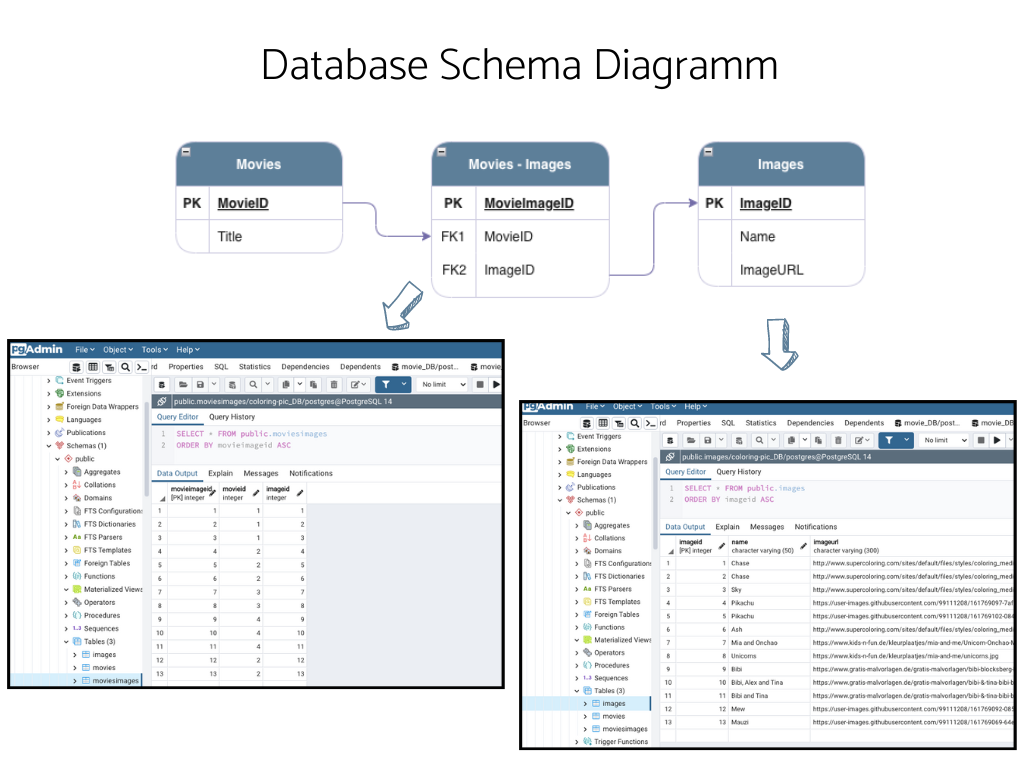 Database Schema Diagramm
Movies
PK MovieID
Title
Movies - Images
PK MovieImageID
FK1 MovieID
FK2 ImageID
Images
PK ImageID
Name
ImageURL
pgAdmin File Object Tools Help
Browser
rd Properties SQL Statistics Dependencies Dependents movie_DB/post... movie
Event Triggers
Extensions
Foreign Data Wrappers
Languages
Publications
Schemas (1)
public
Aggregates
Collations
Domains
FTS Configuration
FTS Dictionaries
FTS Parsers
FTS Templates
Foreign Tables
Functions
Materialized Views
Operators
Procedures
Sequences
Tables (3)
images
movies
moviesimages
No limit
public.moviesimages/coloring-pic_DB/postgres@PostgreSQL 14
Query Editor Query History
1 SELECT * FROM public.moviesimages
2 ORDER BY movieimageid ASC
Data Output Explain Messages Notifications
movieimageid movieid imageid
[PK] integer integer integer
1 1 1 1
2 2 1 2
3 3 1 3
4 4 2 4
5 5 2 5
6 6 2 6
7 7 3 7
8 8 3 8
9 9 4 9
10 10 4 10
11 11 4 11
12 12 2 12
13 13 2 13
pgAdmin File Object Tools Help
Browser
rd Properties SQL Statistics Dependencies Dependents movie_DB/post... movie_DB
Event Triggers
Extensions
Foreign Data Wrappers
Languages
Publications
Schemas (1)
public
Aggregates
Collations
Domains
FTS Configuration
FTS Dictionaries
FTS Parsers
FTS Templates
Foreign Tables
Functions
Materialized Views
Operators
Procedures
Sequences
Tables (3)
images
movies
moviesimages
Trigger Functions
No limit
public.images/coloring-pic_DB/postgres@PostgreSQL 14
Query Editor Query History
1 SELECT * FROM public.images
2 ORDER BY imageid ASC
Data Output Explain Messages Notifications
imageid name imageurl
[PK] integer character varying (50) character varying (300)
1 1 Chase http://www.supercoloring.com/sites/default/files/styles/coloring_med
2 2 Chase http://www.supercoloring.com/sites/default/files/styles/coloring_med
3 3 Sky http://www.supercoloring.com/sites/default/files/styles/coloring_med
4 4 Pikachu https://user-images.githubusercontent.com/99111208/161769097-7af
5 5 Pikachu https://user-images.githubusercontent.com/99111208/161769102-08
6 6 Ash http://www.supercoloring.com/sites/default/files/styles/coloring_med
7 7 Mia and Onchao https://www.kids-n-fun.de/kleurplaatjes/mia-and-me/Unicorn-Onchao-
8 8 Unicorns https://www.kids-n-fun.de/kleurplaatjes/mia-and-me/unicorns.jpg
9 9 Bibi https://www.gratis-malvorlagen.de/gratis-malvorlagen/bibi-blocksberg
10 10 Bibi, Alex and Tina https://www.gratis-malvorlagen.de/gratis-malvorlagen/bibi-&-tina-bibi-
11 11 Bibi and Tina https://www.gratis-malvorlagen.de/gratis-malvorlagen/bibi-&-tina-bibi-
12 12 Mew https://user-images.githubusercontent.com/99111208/161769092-085
13 13 Mauzi https://user-images.githubusercontent.com/99111208/161769069-64